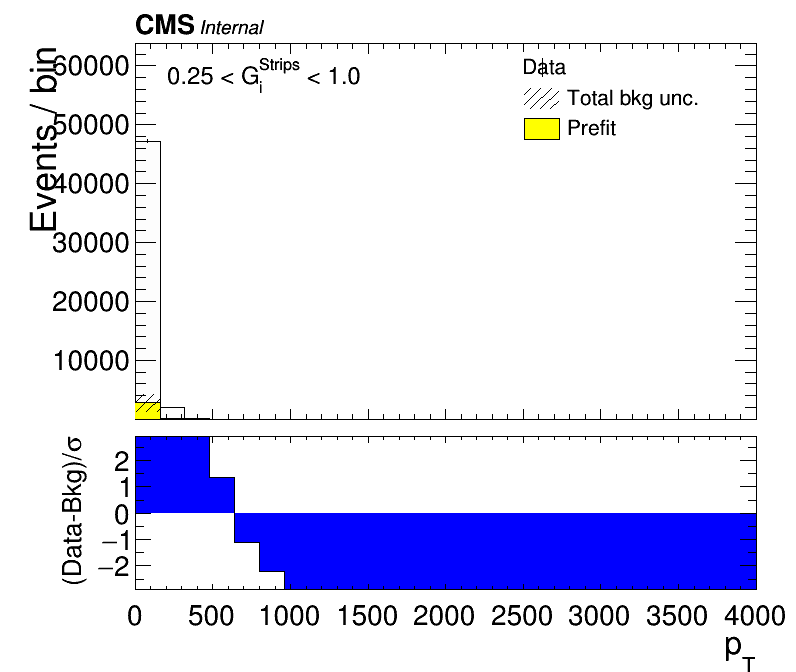 CMS Internal
60000
50000
40000
30000
20000
10000
Events / bin
0.25 < G_i^Strips < 1.0
Data
Total bkg unc.
Prefit
2
1
0
−1
−2
(Data-Bkg)/σ
0 500 1000 1500 2000 2500 3000 3500 4000
p_T